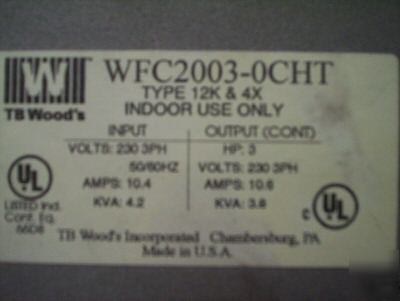 WFC2003-0CHT
TB Wood's
TYPE 12K & 4X
INDOOR USE ONLY
INPUT
VOLTS: 230 3PH
50/60HZ
AMPS: 10.4
KVA: 4.2
OUTPUT (CONT)
HP: 3
VOLTS: 230 3PH
AMPS: 10.6
KVA: 3.8
UL
LISTED Ind.
Cont. Eq.
66D8
c UL
TB Wood's Incorporated Chambersburg, PA
Made in U.S.A.